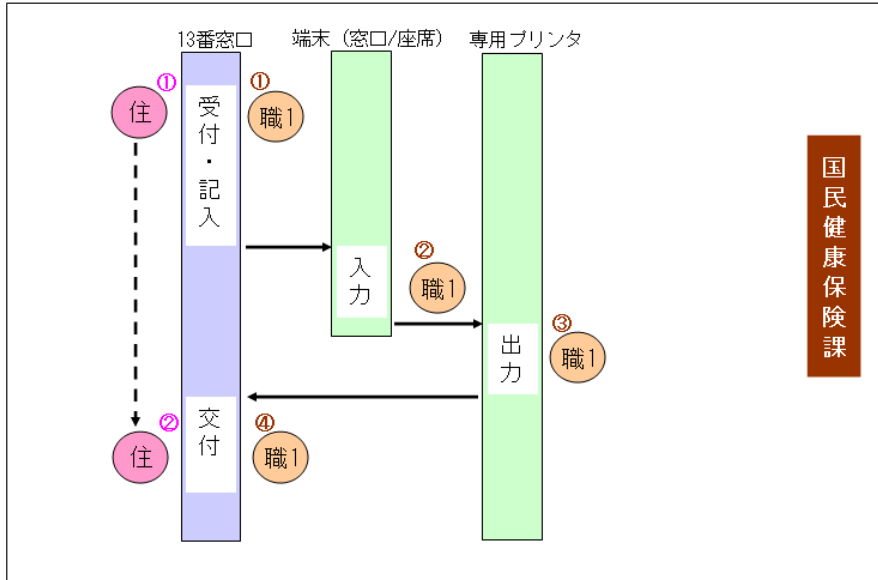 13番窓口
端末（窓口/座席）
専用プリンタ
①
①
住
受付・記入
職1
国民健康保険課
入力
②
職1
③
出力
職1
②
④
住
交付
職1